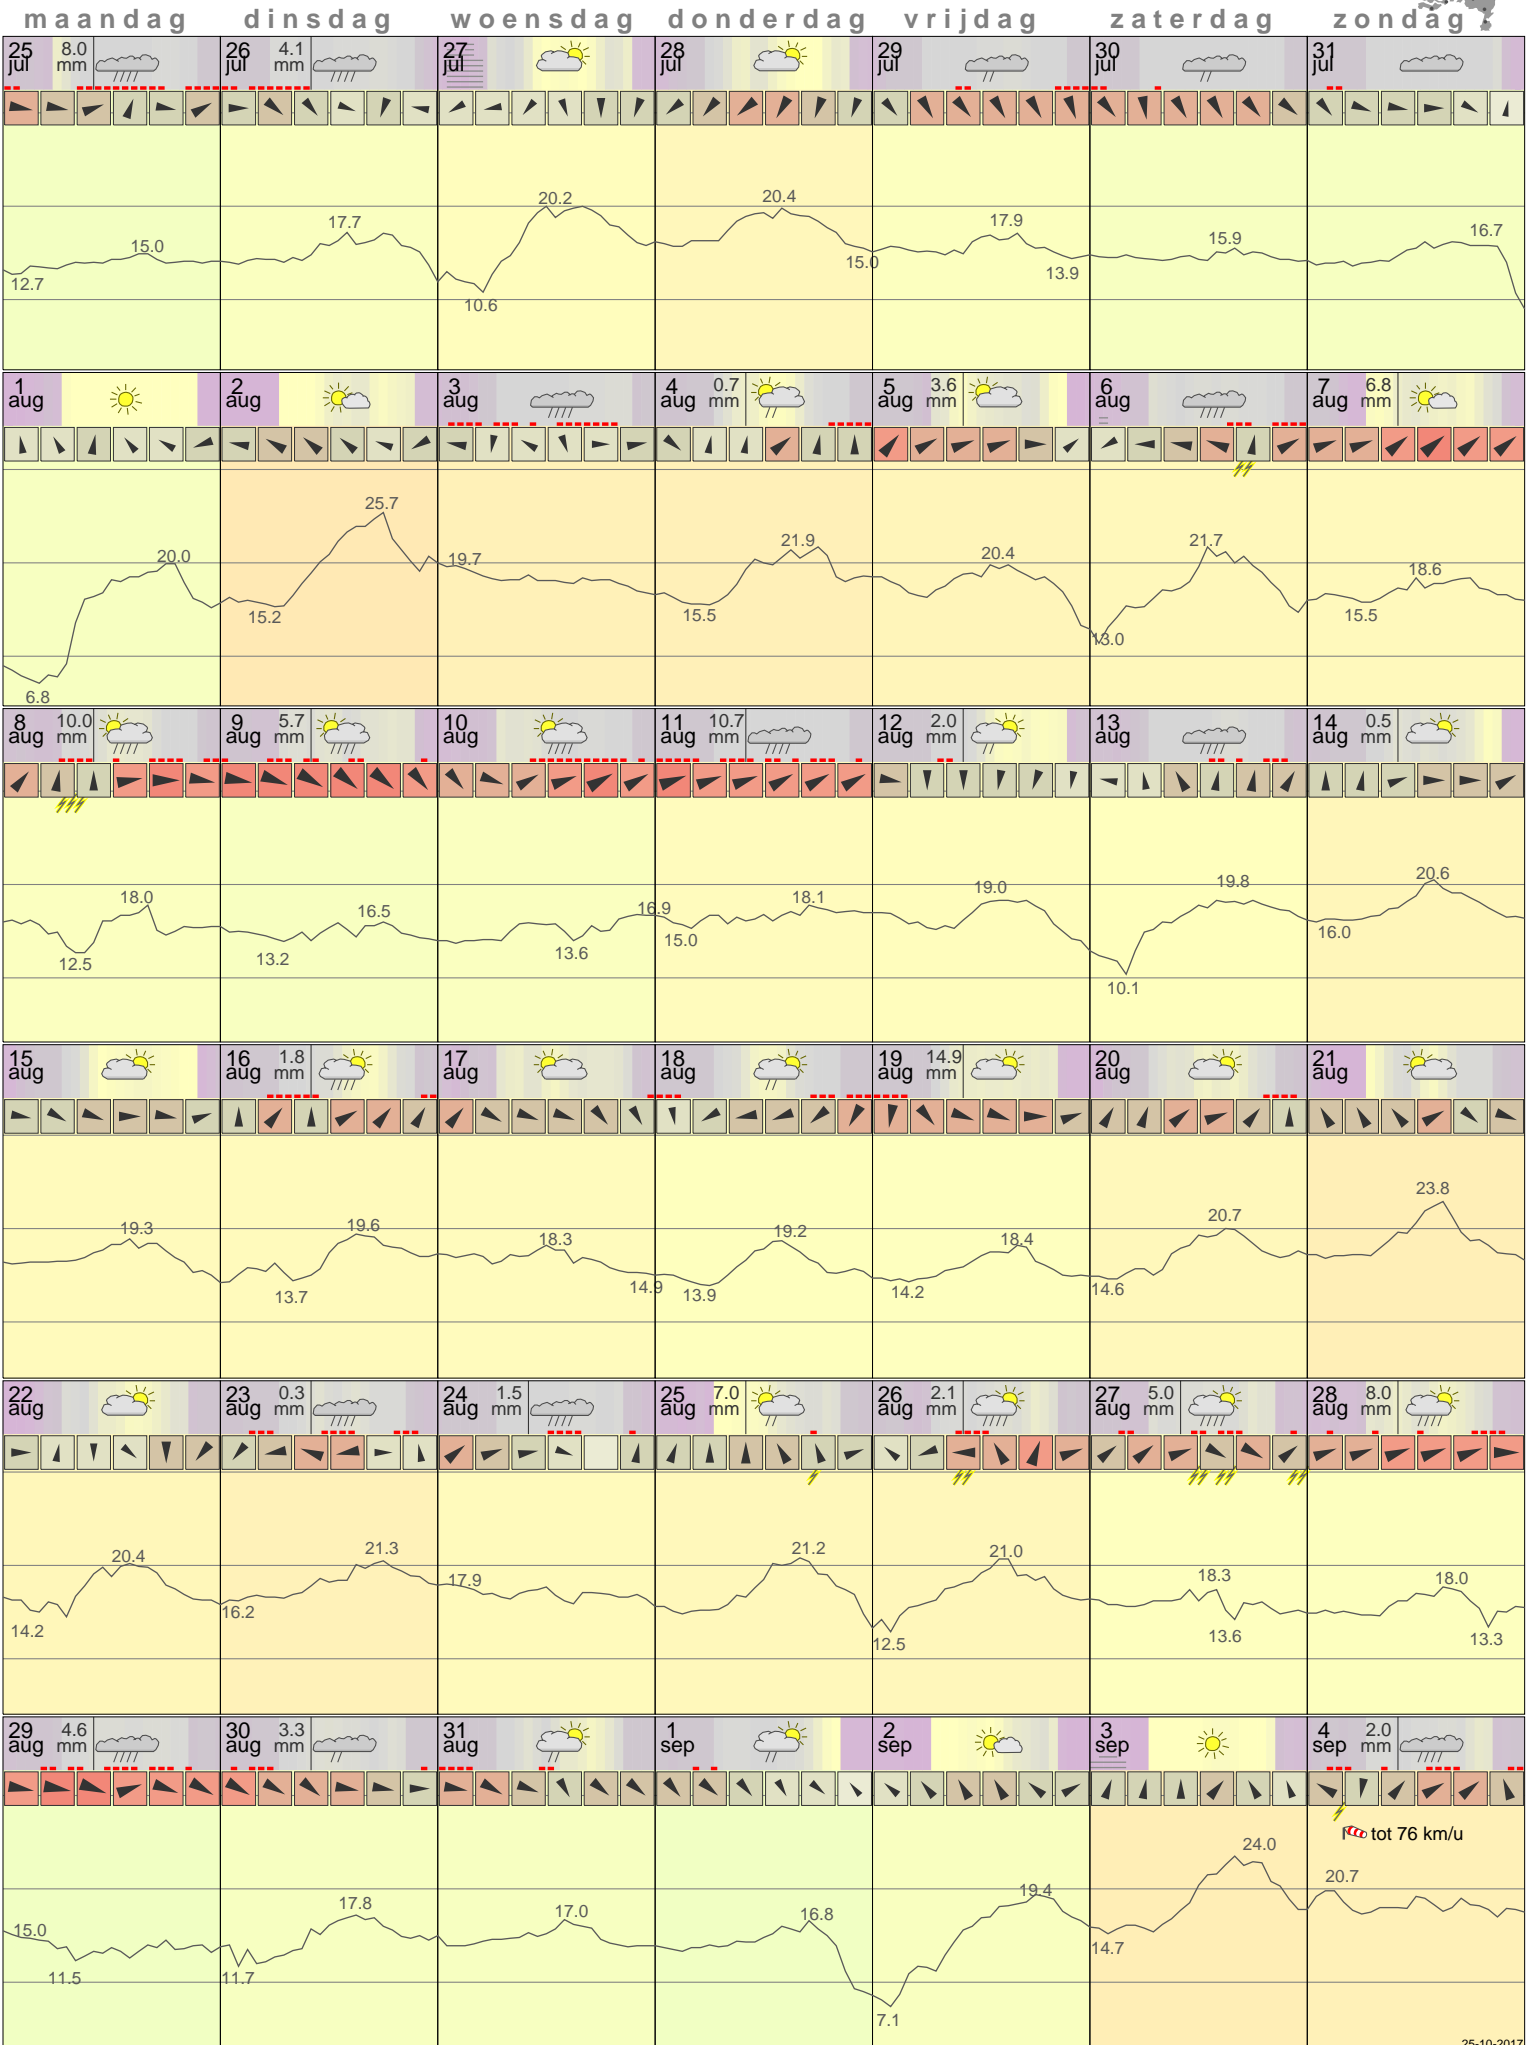 maandag dinsdag woensdag donderdag vrijdag zaterdag zondag
25 jul 8.0 mm 26 jul 4.1 mm 27 jul 28 jul 29 jul 30 jul 31 jul
20.2 20.4
17.7 17.9 15.9 16.7
15.0 15.0
12.7 10.6 13.9
1 aug 2 aug 3 aug 4 aug 0.7 mm 5 aug 3.6 mm 6 aug 7 aug 6.8 mm
25.7
20.0 19.7 21.9 20.4 21.7 18.6
15.2 15.5 13.0 15.5
6.8
8 aug 10.0 mm 9 aug 5.7 mm 10 aug 11 aug 10.7 mm 12 aug 2.0 mm 13 aug 14 aug 0.5 mm
18.0 16.5 16.9 18.1 19.0 19.8 20.6
12.5 13.2 13.6 15.0 10.1 16.0
15 aug 16 aug 1.8 mm 17 aug 18 aug 19 aug 14.9 mm 20 aug 21 aug
19.3 19.6 18.3 19.2 18.4 20.7 23.8
13.7 14.9 13.9 14.2 14.6
22 aug 23 aug 0.3 mm 24 aug 1.5 mm 25 aug 7.0 mm 26 aug 2.1 mm 27 aug 5.0 mm 28 aug 8.0 mm
20.4 21.3 17.9 21.2 21.0 18.3 18.0
14.2 16.2 12.5 13.6 13.3
29 aug 4.6 mm 30 aug 3.3 mm 31 aug 1 sep 2 sep 3 sep 4 sep 2.0 mm
tot 76 km/u
24.0 20.7
15.0 17.8 17.0 16.8 19.4
11.5 11.7 14.7
7.1
25-10-2017